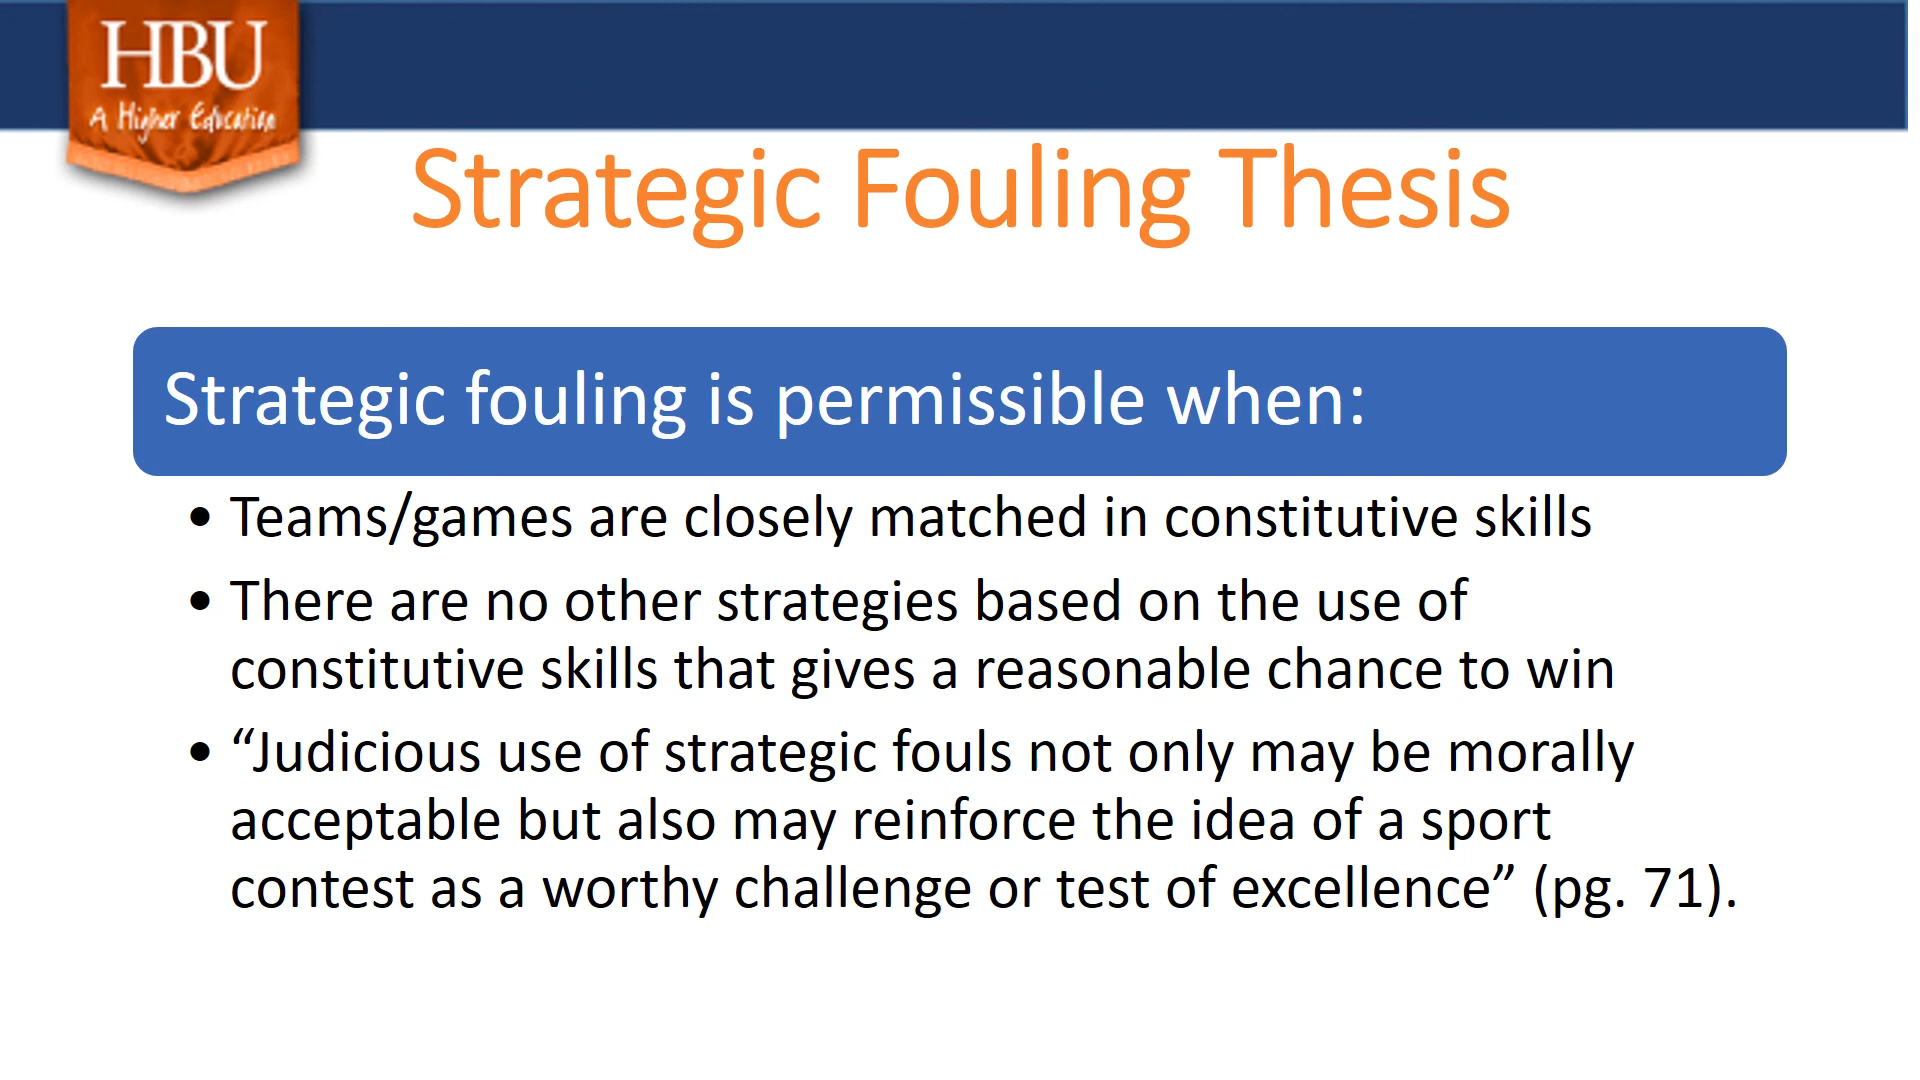 HBU
A Higher Education
Strategic Fouling Thesis
Strategic fouling is permissible when:
• Teams/games are closely matched in constitutive skills
• There are no other strategies based on the use of
constitutive skills that gives a reasonable chance to win
• “Judicious use of strategic fouls not only may be morally
acceptable but also may reinforce the idea of a sport
contest as a worthy challenge or test of excellence” (pg. 71).